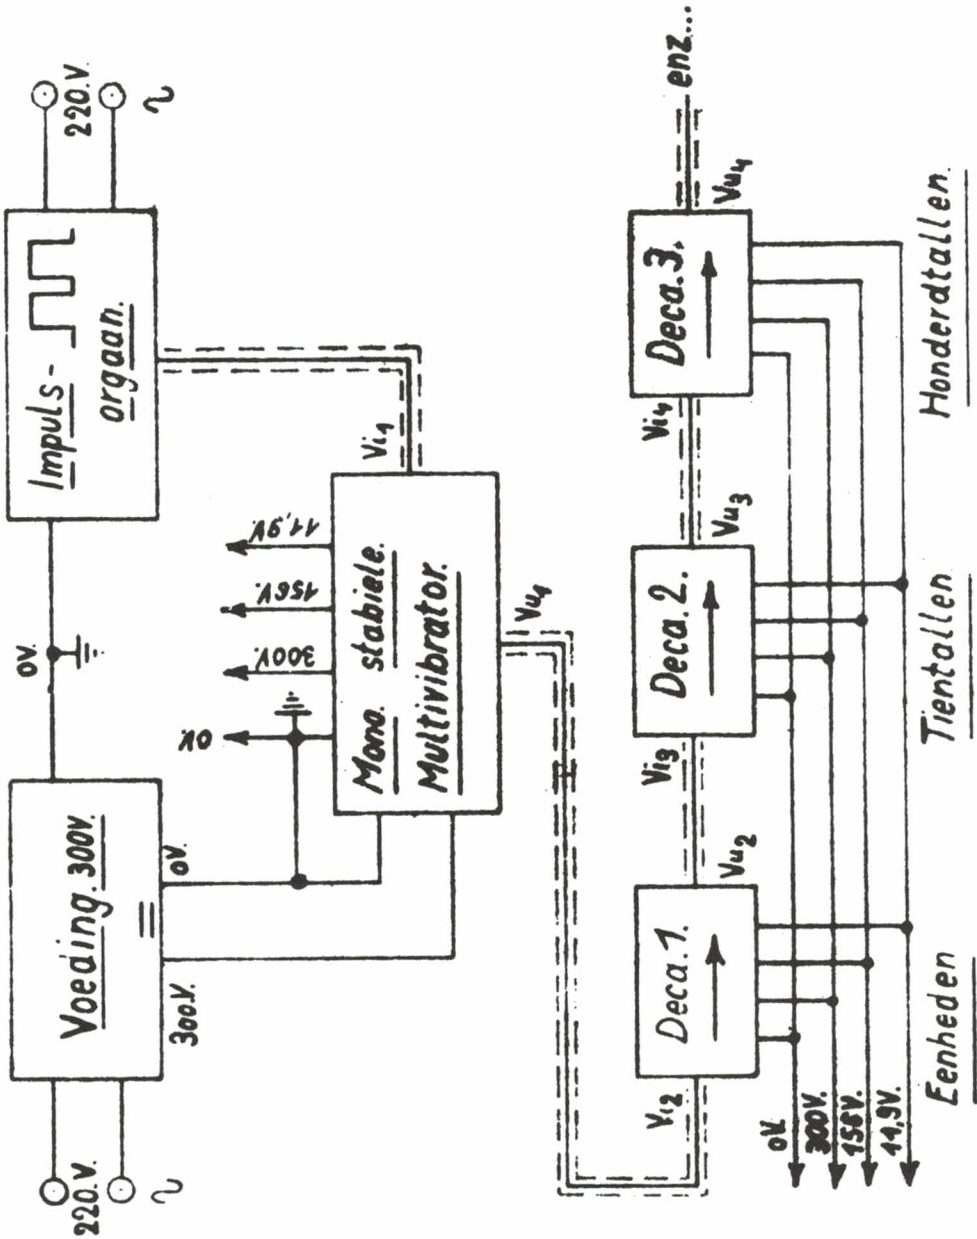 220.V.
Voeding.300V.
=
300.V.
0V.
0V.
Impuls-
orgaan.
220.V.
0V.
300V.
156V.
11,9V.
Mono. stabiele.
Multivibrator.
Vi1
Vu1
Vi2
Deca.1.
Vu2
Vi3
Deca.2.
Vu3
Vi4
Deca.3.
Vu4
enz...
0V.
300V.
156V.
11,9V.
Eenheden
Tientallen
Honderdtallen.